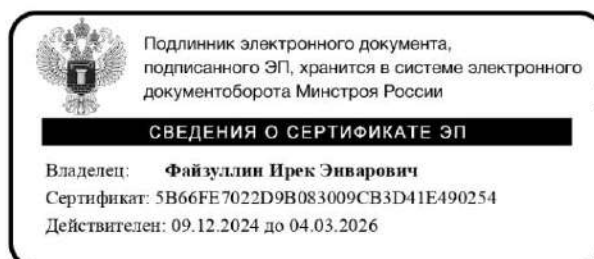 Подлинник электронного документа,
подписанного ЭП, хранится в системе электронного
документооборота Минстроя России
СВЕДЕНИЯ О СЕРТИФИКАТЕ ЭП
Владелец: Файзуллин Ирек Энварович
Сертификат: 5B66FE7022D9B083009CB3D41E490254
Действителен: 09.12.2024 до 04.03.2026